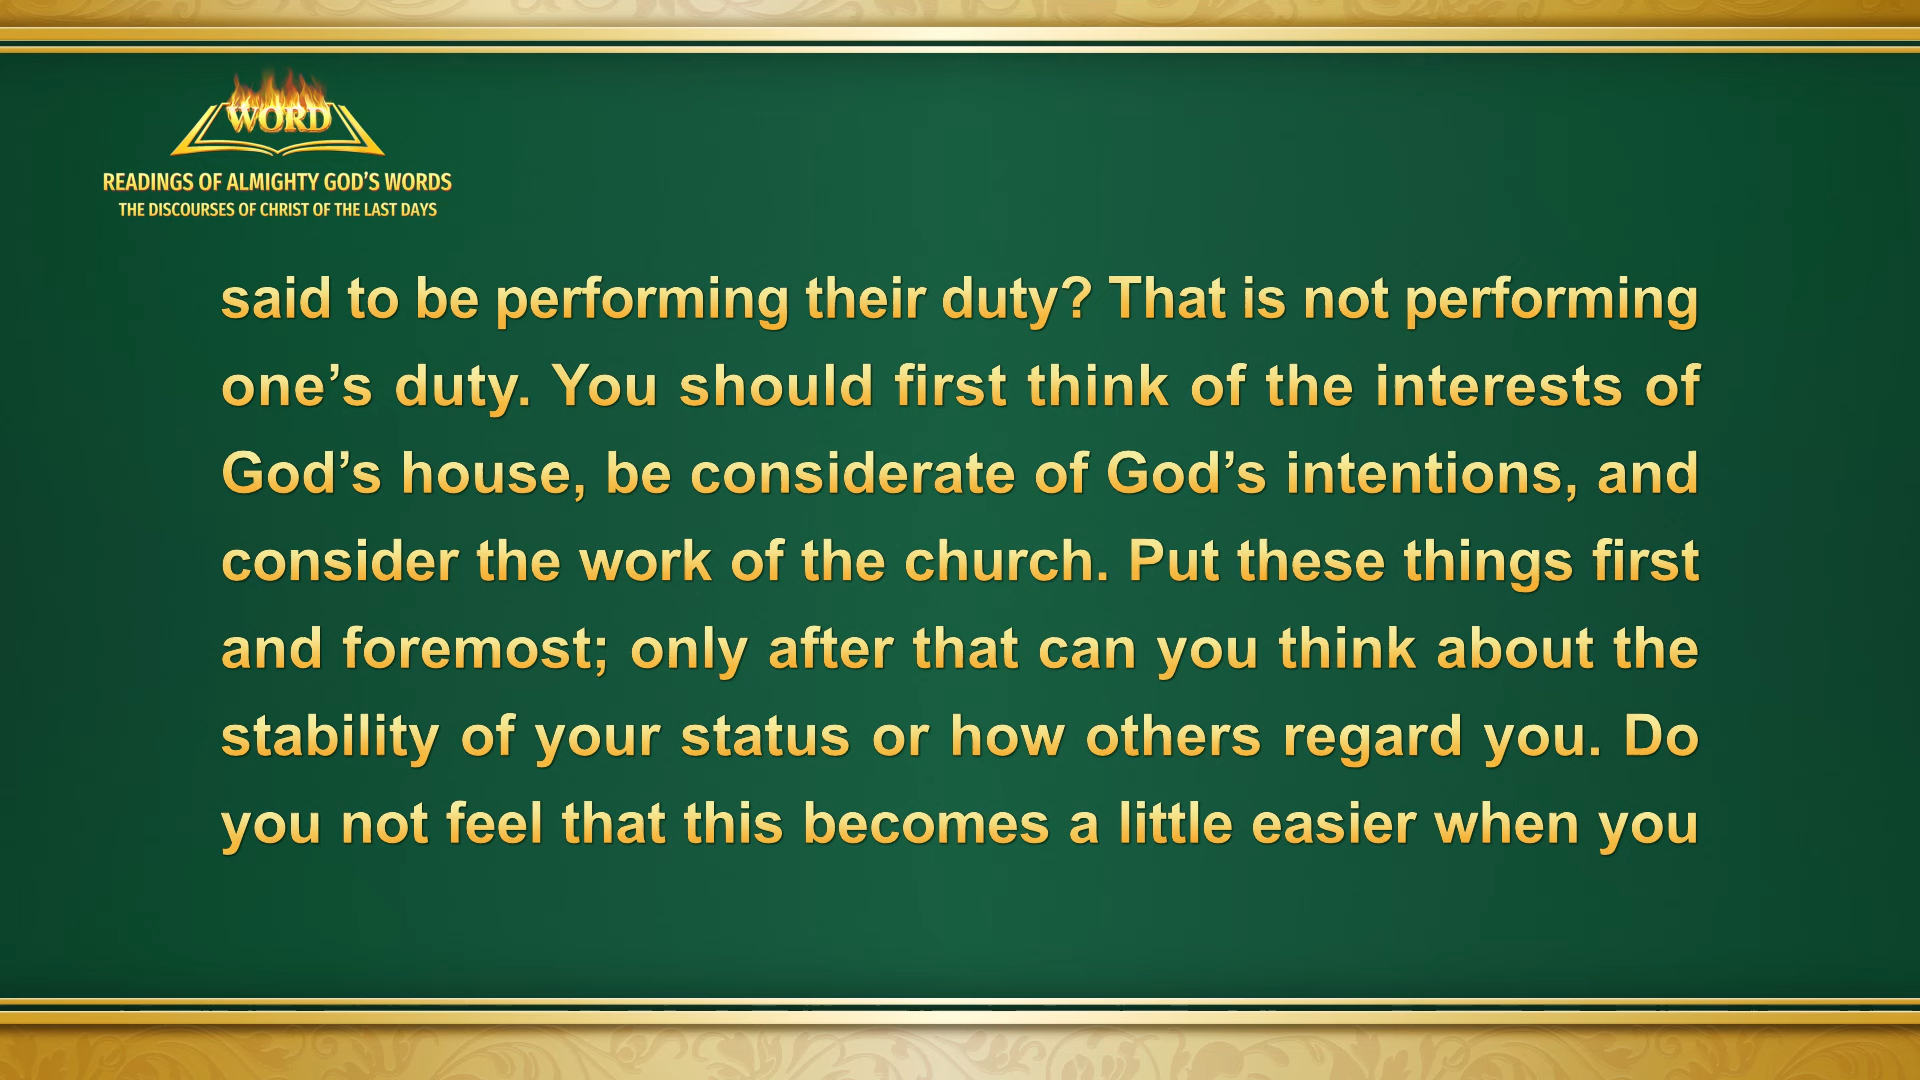 WORD
READINGS OF ALMIGHTY GOD’S WORDS
THE DISCOURSES OF CHRIST OF THE LAST DAYS
said to be performing their duty? That is not performing
one’s duty. You should first think of the interests of
God’s house, be considerate of God’s intentions, and
consider the work of the church. Put these things first
and foremost; only after that can you think about the
stability of your status or how others regard you. Do
you not feel that this becomes a little easier when you